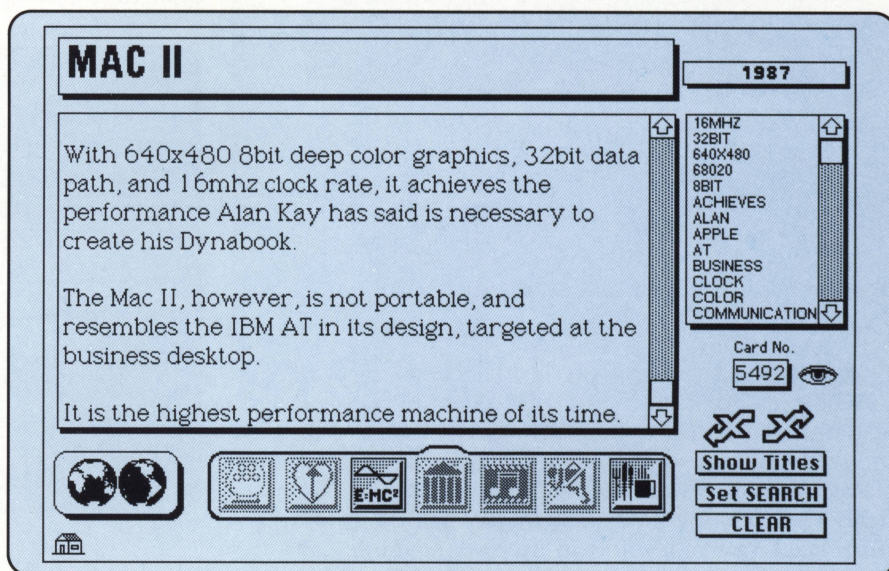 MAC II
1987
With 640x480 8bit deep color graphics, 32bit data
path, and 16mhz clock rate, it achieves the
performance Alan Kay has said is necessary to
create his Dynabook.
The Mac II, however, is not portable, and
resembles the IBM AT in its design, targeted at the
business desktop.
It is the highest performance machine of its time.
16MHZ
32BIT
640X480
68020
8BIT
ACHIEVES
ALAN
APPLE
AT
BUSINESS
CLOCK
COLOR
COMMUNICATION
Card No.
5492
Show Titles
Set SEARCH
CLEAR
E=MC²